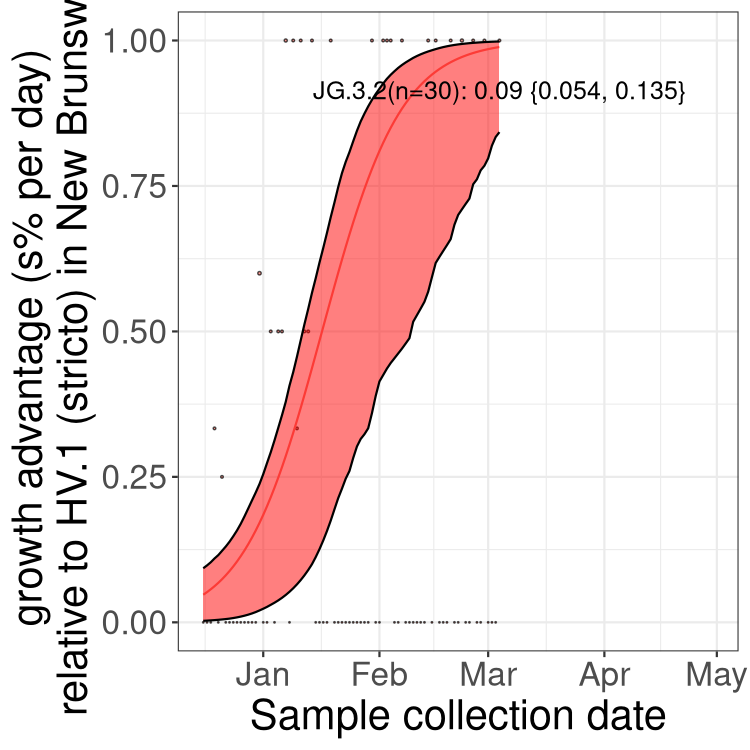 growth advantage (s% per day)
relative to HV.1 (stricto) in New Brunsw
1.00
0.75
0.50
0.25
0.00
JG.3.2(n=30): 0.09 {0.054, 0.135}
Jan Feb Mar Apr May
Sample collection date